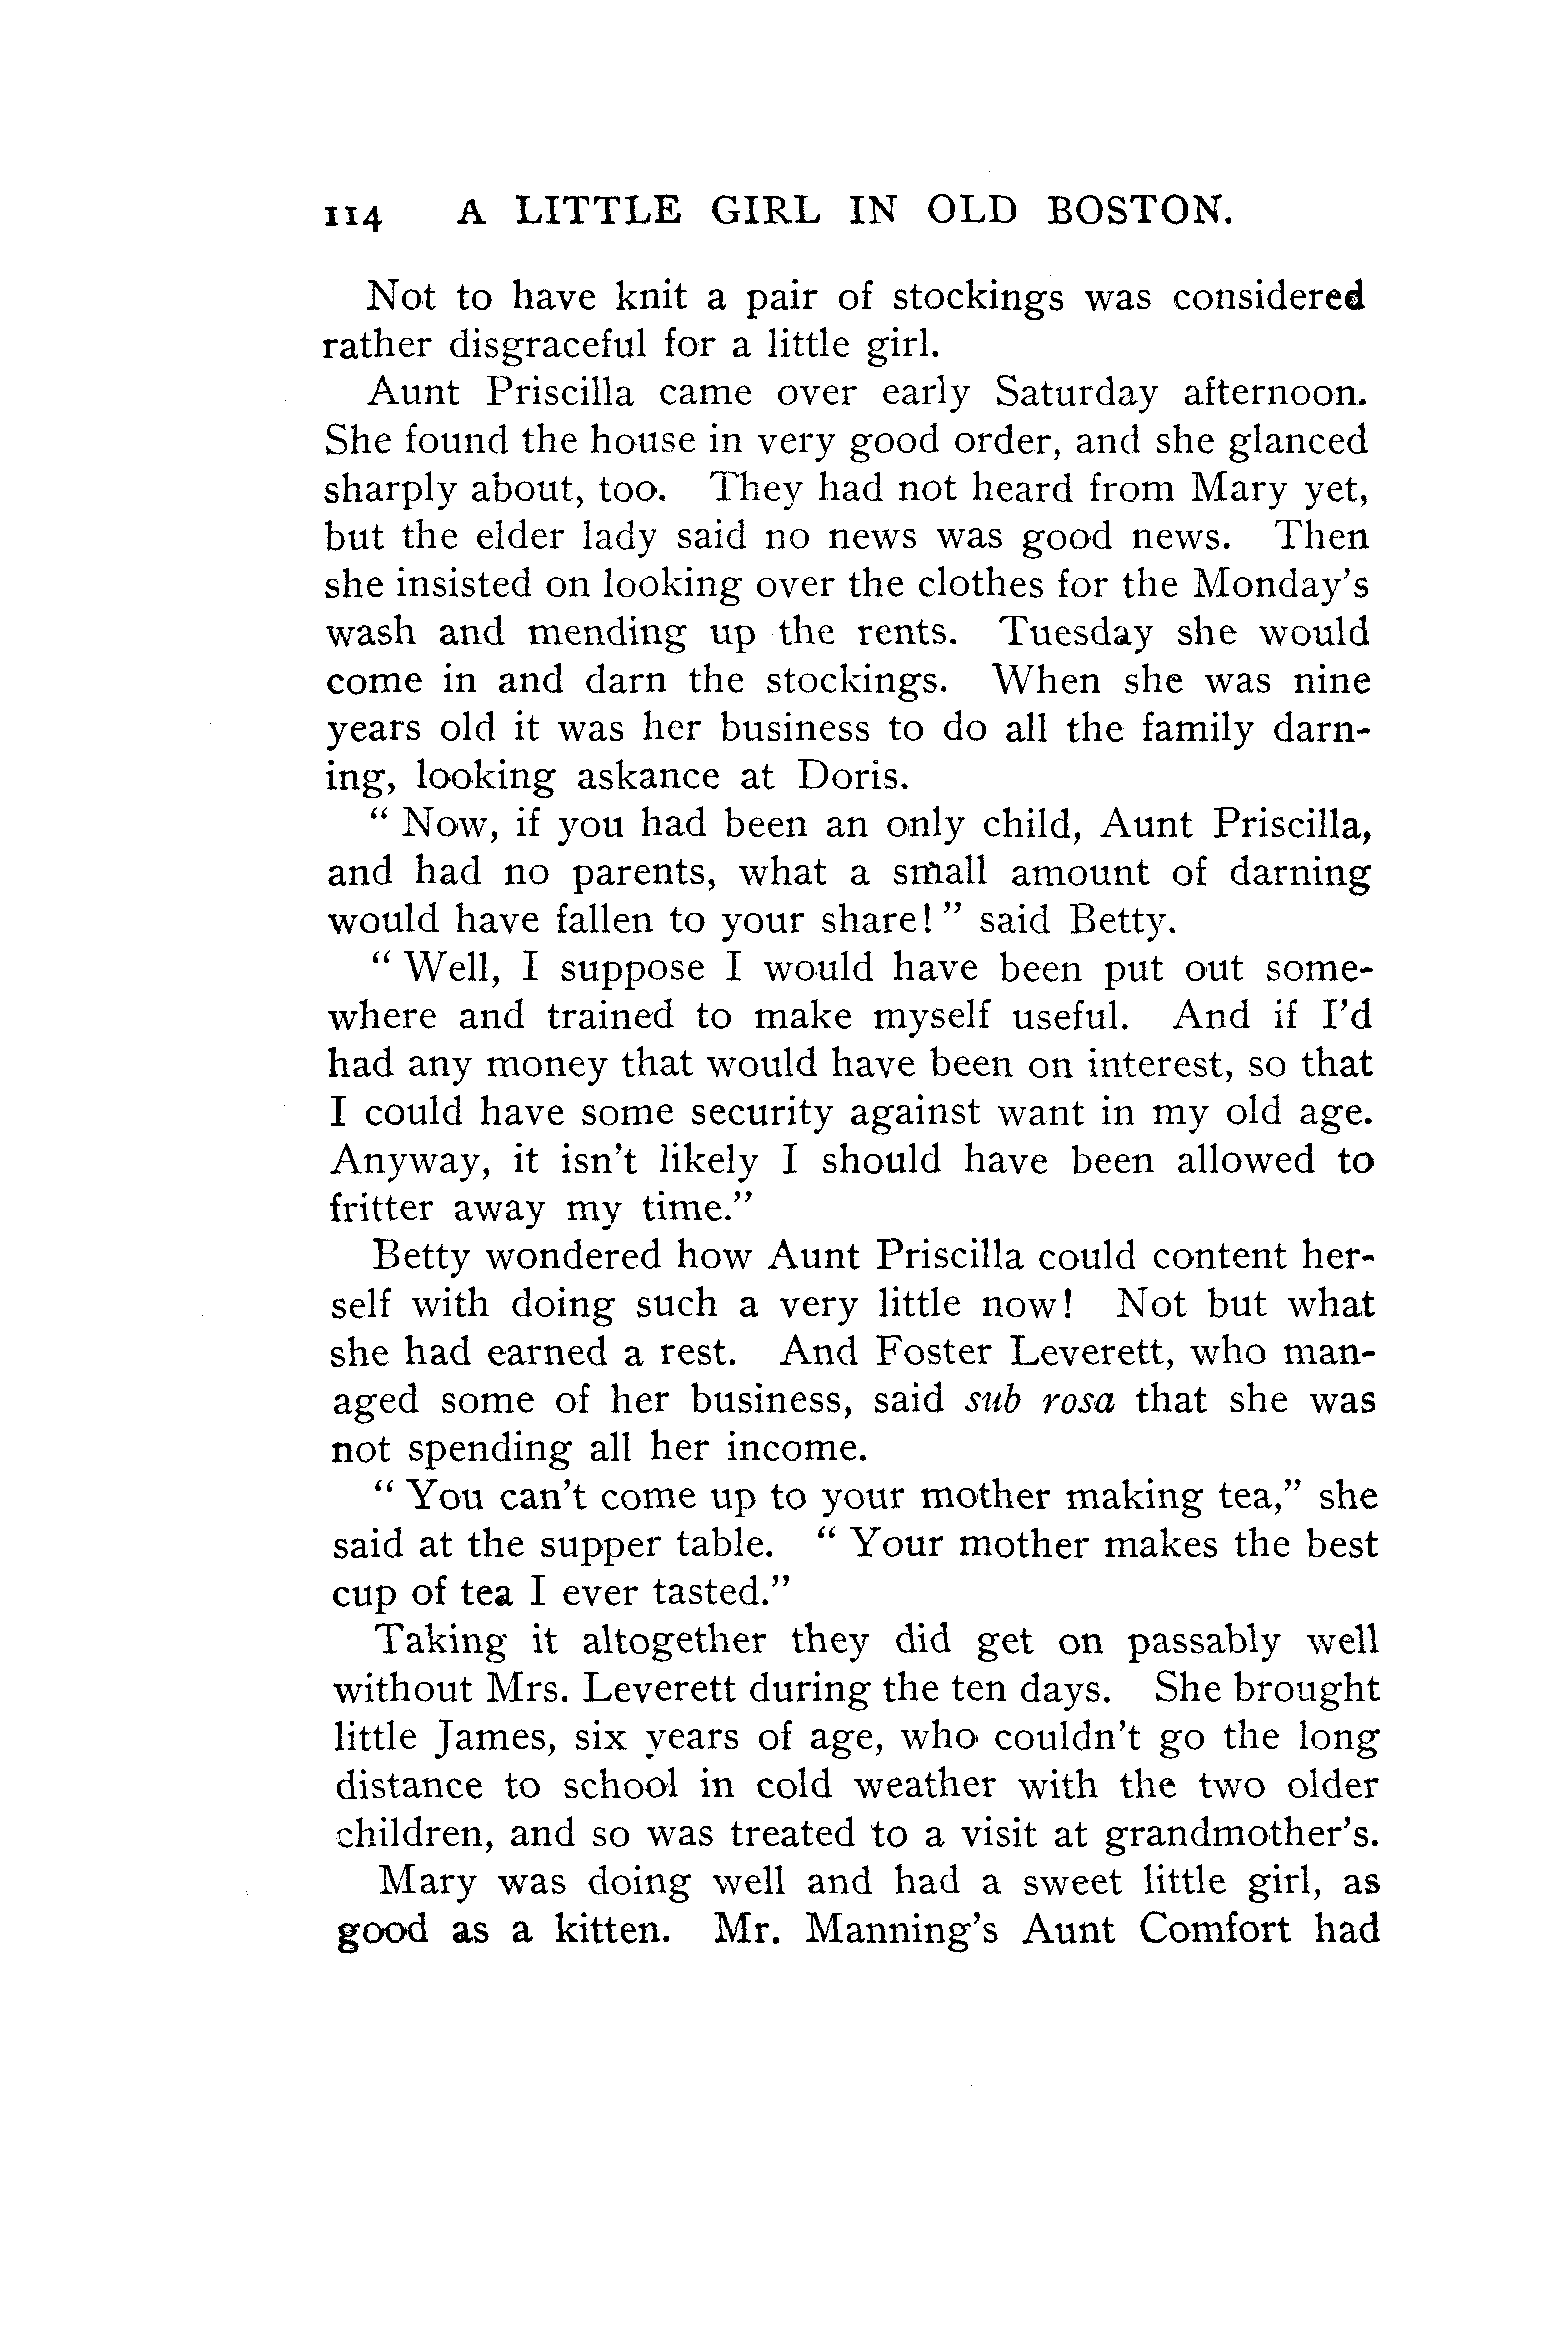 114 A LITTLE GIRL IN OLD BOSTON.
Not to have knit a pair of stockings was considered
rather disgraceful for a little girl.
Aunt Priscilla came over early Saturday afternoon.
She found the house in very good order, and she glanced
sharply about, too. They had not heard from Mary yet,
but the elder lady said no news was good news. Then
she insisted on looking over the clothes for the Monday's
wash and mending up the rents. Tuesday she would
come in and darn the stockings. When she was nine
years old it was her business to do all the family darn-
ing, looking askance at Doris.
" Now, if you had been an only child, Aunt Priscilla,
and had no parents, what a small amount of darning
would have fallen to your share! " said Betty.
" Well, I suppose I would have been put out some-
where and trained to make myself useful. And if I'd
had any money that would have been on interest, so that
I could have some security against want in my old age.
Anyway, it isn't likely I should have been allowed to
fritter away my time."
Betty wondered how Aunt Priscilla could content her-
self with doing such a very little now! Not but what
she had earned a rest. And Foster Leverett, who man-
aged some of her business, said sub rosa that she was
not spending all her income.
" You can't come up to your mother making tea," she
said at the supper table. " Your mother makes the best
cup of tea I ever tasted."
Taking it altogether they did get on passably well
without Mrs. Leverett during the ten days. She brought
little James, six years of age, who couldn't go the long
distance to school in cold weather with the two older
children, and so was treated to a visit at grandmother's.
Mary was doing well and had a sweet little girl, as
good as a kitten. Mr. Manning's Aunt Comfort had